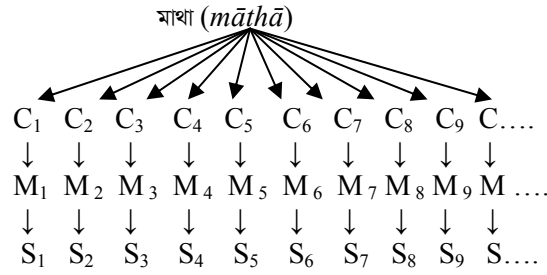 মাথা (māthā)
C₁ C₂ C₃ C₄ C₅ C₆ C₇ C₈ C₉ C....
↓ ↓ ↓ ↓ ↓ ↓ ↓ ↓ ↓ ↓
M₁ M₂ M₃ M₄ M₅ M₆ M₇ M₈ M₉ M ....
↓ ↓ ↓ ↓ ↓ ↓ ↓ ↓ ↓ ↓
S₁ S₂ S₃ S₄ S₅ S₆ S₇ S₈ S₉ S....